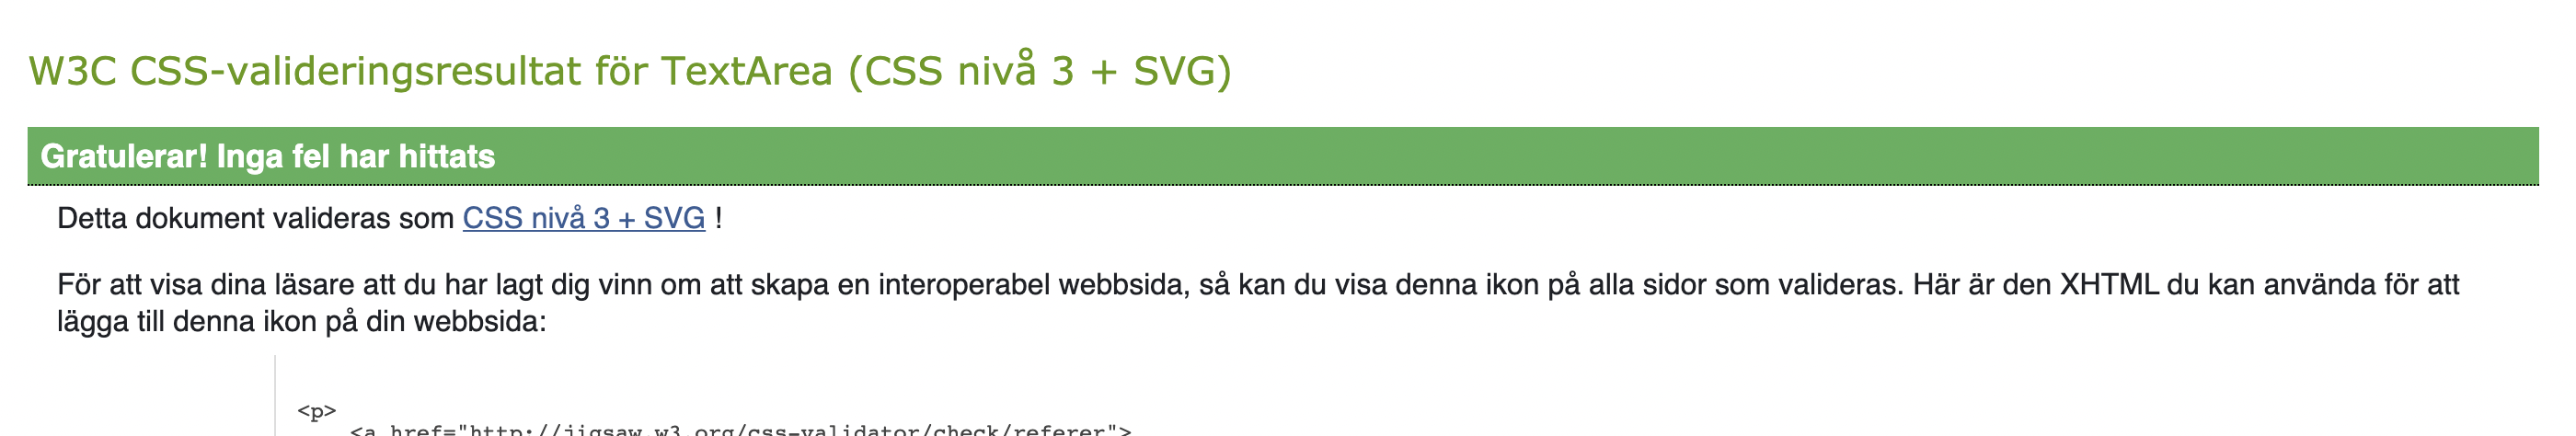 W3C CSS-valideringsresultat för TextArea (CSS nivå 3 + SVG)
Gratulerar! Inga fel har hittats
Detta dokument valideras som CSS nivå 3 + SVG !
För att visa dina läsare att du har lagt dig vinn om att skapa en interoperabel webbsida, så kan du visa denna ikon på alla sidor som valideras. Här är den XHTML du kan använda för att
lägga till denna ikon på din webbsida:
<p>
<a href="http://jigsaw.w3.org/css-validator/check/referer">